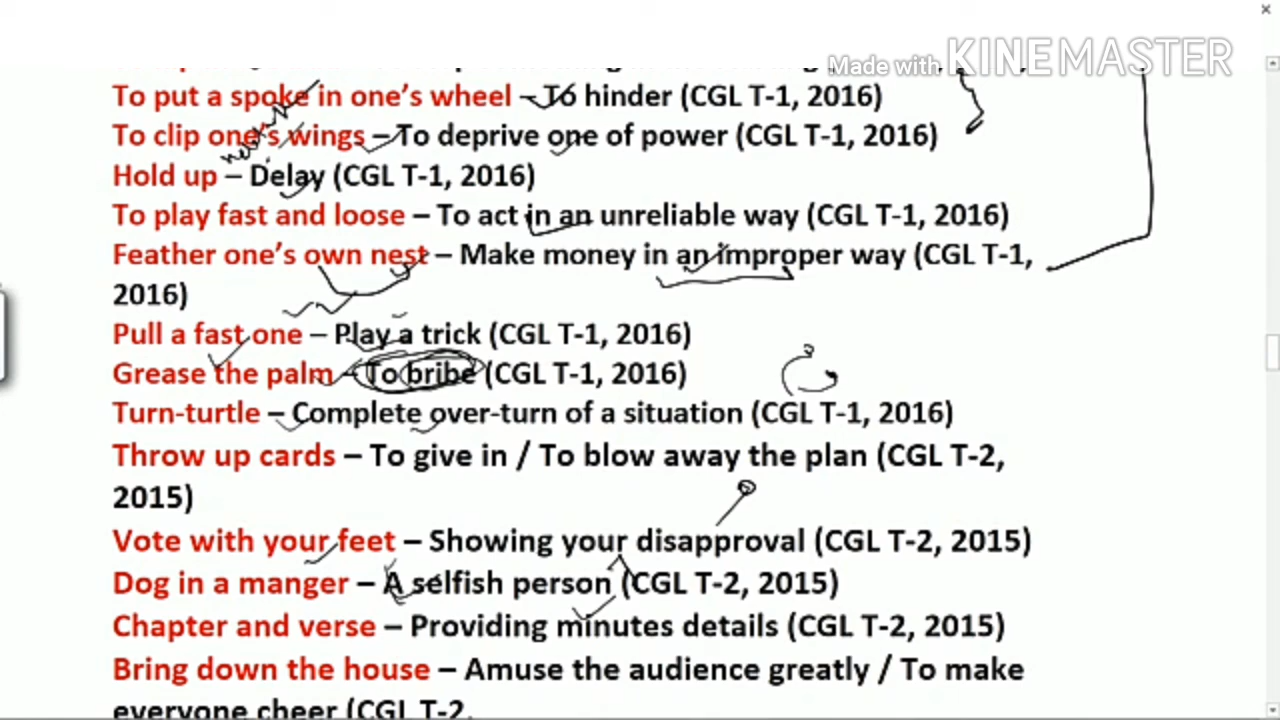 Made with KINEMASTER
To put a spoke in one's wheel – To hinder (CGL T-1, 2016)
To clip one's wings – To deprive one of power (CGL T-1, 2016)
Hold up – Delay (CGL T-1, 2016)
To play fast and loose – To act in an unreliable way (CGL T-1, 2016)
Feather one's own nest – Make money in an improper way (CGL T-1,
2016)
Pull a fast one – Play a trick (CGL T-1, 2016)
Grease the palm – To bribe (CGL T-1, 2016)
Turn-turtle – Complete over-turn of a situation (CGL T-1, 2016)
Throw up cards – To give in / To blow away the plan (CGL T-2,
2015)
Vote with your feet – Showing your disapproval (CGL T-2, 2015)
Dog in a manger – A selfish person (CGL T-2, 2015)
Chapter and verse – Providing minutes details (CGL T-2, 2015)
Bring down the house – Amuse the audience greatly / To make
everyone cheer (CGL T-2,